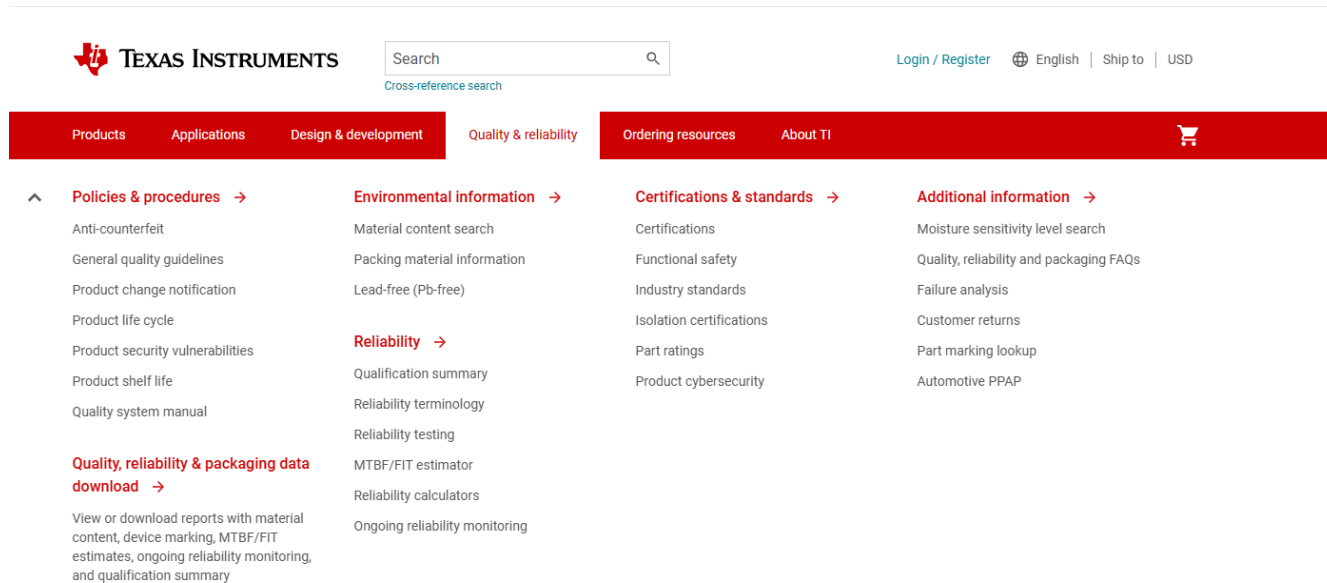 TEXAS INSTRUMENTS
Search
Cross-reference search
Login / Register
English
Ship to
USD
Products
Applications
Design & development
Quality & reliability
Ordering resources
About TI
Policies & procedures
Anti-counterfeit
General quality guidelines
Product change notification
Product life cycle
Product security vulnerabilities
Product shelf life
Quality system manual
Quality, reliability & packaging data
download
View or download reports with material
content, device marking, MTBF/FIT
estimates, ongoing reliability monitoring,
and qualification summary
Environmental information
Material content search
Packing material information
Lead-free (Pb-free)
Reliability
Qualification summary
Reliability terminology
Reliability testing
MTBF/FIT estimator
Reliability calculators
Ongoing reliability monitoring
Certifications & standards
Certifications
Functional safety
Industry standards
Isolation certifications
Part ratings
Product cybersecurity
Additional information
Moisture sensitivity level search
Quality, reliability and packaging FAQs
Failure analysis
Customer returns
Part marking lookup
Automotive PPAP